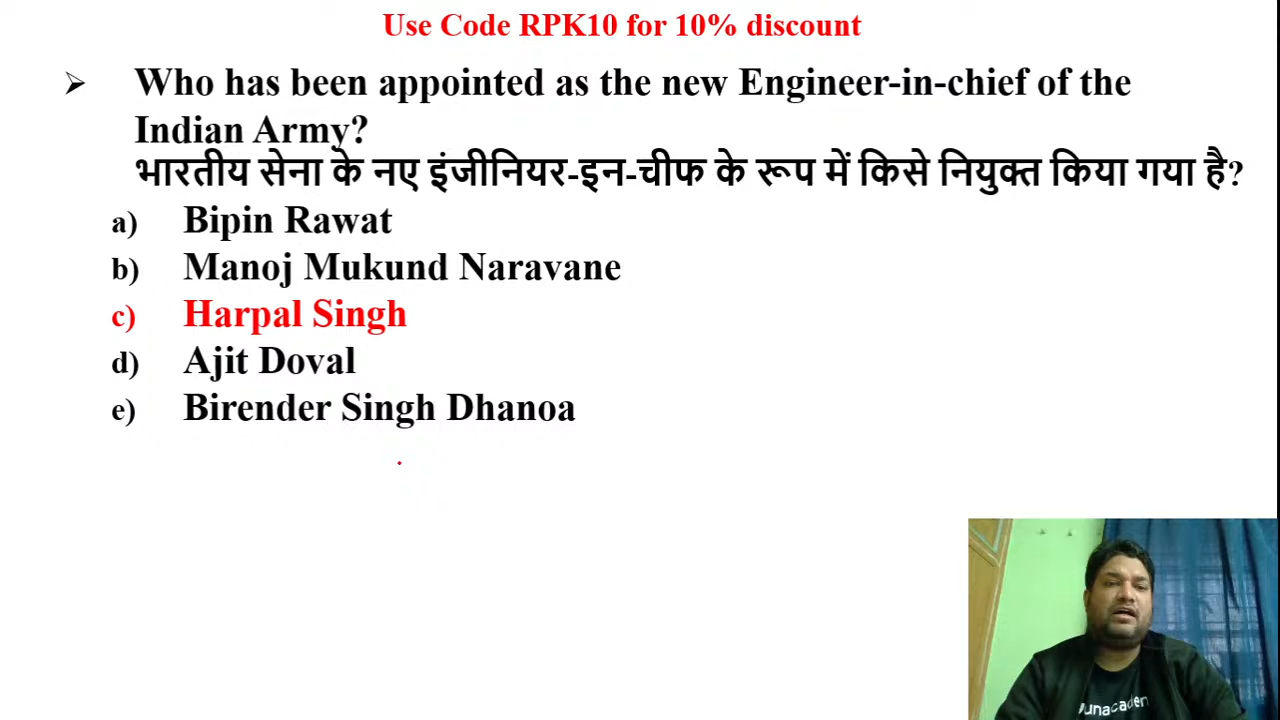 Use Code RPK10 for 10% discount
➢ Who has been appointed as the new Engineer-in-chief of the
Indian Army?
भारतीय सेना के नए इंजीनियर-इन-चीफ के रूप में किसे नियुक्त किया गया है?
a) Bipin Rawat
b) Manoj Mukund Naravane
c) Harpal Singh
d) Ajit Doval
e) Birender Singh Dhanoa